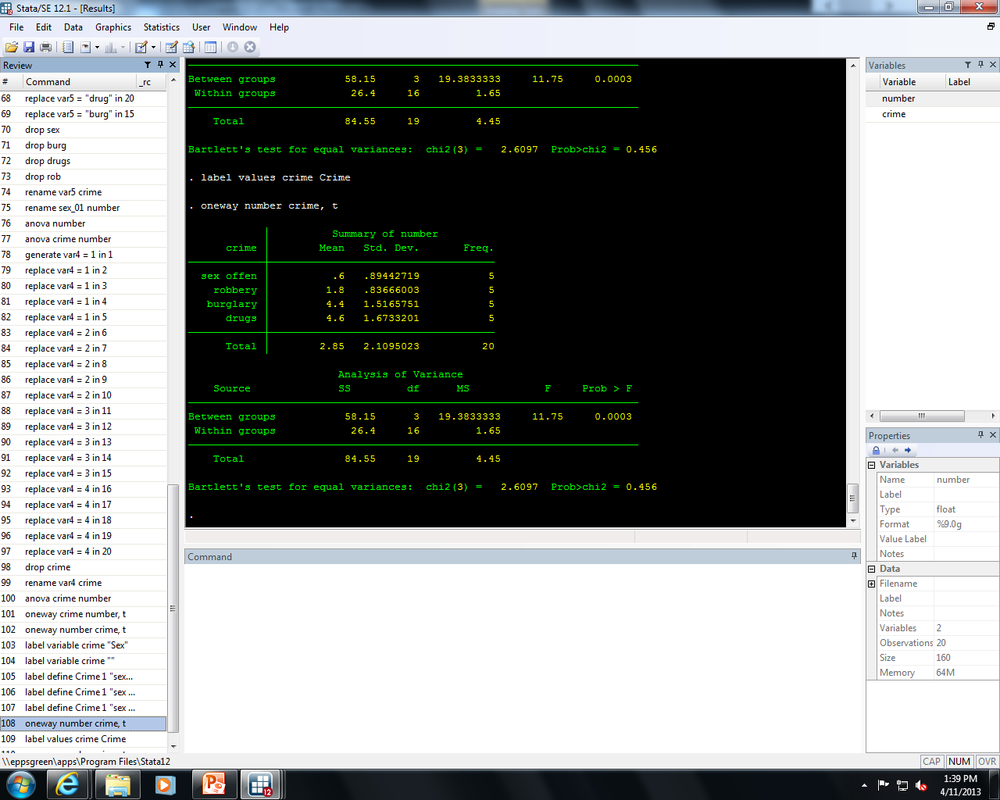 Stata/SE 12.1 - [Results]
File Edit Data Graphics Statistics User Window Help
Review
# Command _rc
68 replace var5 = "drug" in 20
69 replace var5 = "burg" in 15
70 drop sex
71 drop burg
72 drop drugs
73 drop rob
74 rename var5 crime
75 rename sex_01 number
76 anova number
77 anova crime number
78 generate var4 = 1 in 1
79 replace var4 = 1 in 2
80 replace var4 = 1 in 3
81 replace var4 = 1 in 4
82 replace var4 = 1 in 5
83 replace var4 = 2 in 6
84 replace var4 = 2 in 7
85 replace var4 = 2 in 8
86 replace var4 = 2 in 9
87 replace var4 = 2 in 10
88 replace var4 = 3 in 11
89 replace var4 = 3 in 12
90 replace var4 = 3 in 13
91 replace var4 = 3 in 14
92 replace var4 = 3 in 15
93 replace var4 = 4 in 16
94 replace var4 = 4 in 17
95 replace var4 = 4 in 18
96 replace var4 = 4 in 19
97 replace var4 = 4 in 20
98 drop crime
99 rename var4 crime
100 anova crime number
101 oneway crime number, t
102 oneway number crime, t
103 label variable crime "Sex"
104 label variable crime ""
105 label define Crime 1 "sex...
106 label define Crime 1 "sex ...
107 label define Crime 1 "sex ...
108 oneway number crime, t
109 label values crime Crime
Between groups 58.15 3 19.3833333 11.75 0.0003
Within groups 26.4 16 1.65
Total 84.55 19 4.45
Bartlett's test for equal variances: chi2(3) = 2.6097 Prob>chi2 = 0.456
. label values crime Crime
. oneway number crime, t
Summary of number
crime Mean Std. Dev. Freq.
sex offen .6 .89442719 5
robbery 1.8 .83666003 5
burglary 4.4 1.5165751 5
drugs 4.6 1.6733201 5
Total 2.85 2.1095023 20
Analysis of Variance
Source SS df MS F Prob > F
Between groups 58.15 3 19.3833333 11.75 0.0003
Within groups 26.4 16 1.65
Total 84.55 19 4.45
Bartlett's test for equal variances: chi2(3) = 2.6097 Prob>chi2 = 0.456
.
Command
Variables
Variable Label
number
crime
Properties
Variables
Name number
Label
Type float
Format %9.0g
Value Label
Notes
Data
Filename
Label
Notes
Variables 2
Observations 20
Size 160
Memory 64M
\\eppsgreen\apps\Program Files\Stata12
CAP NUM OVR
12
1:39 PM
4/11/2013